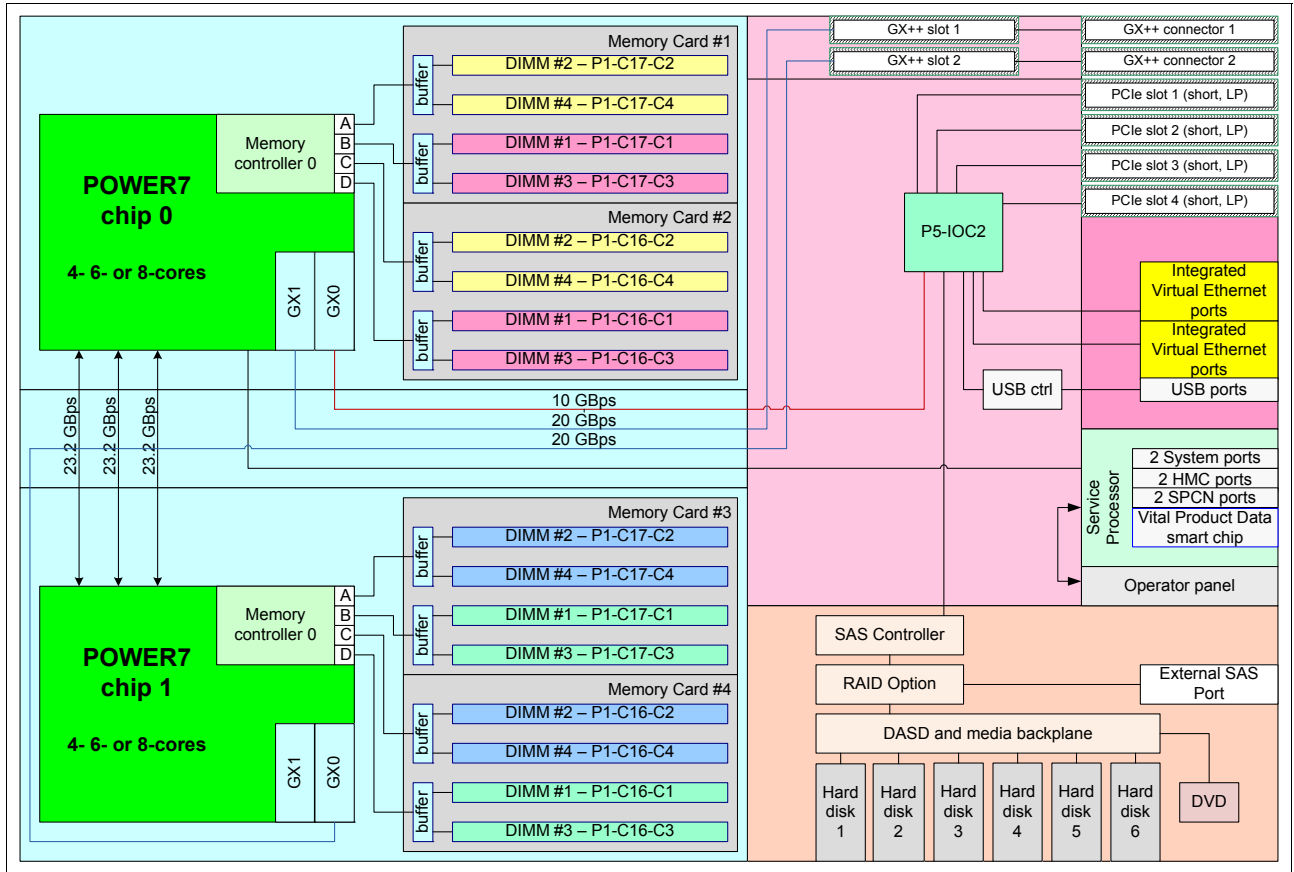 Memory Card #1
DIMM #2 – P1-C17-C2
buffer
DIMM #4 – P1-C17-C4
DIMM #1 – P1-C17-C1
buffer
DIMM #3 – P1-C17-C3
Memory Card #2
DIMM #2 – P1-C16-C2
buffer
DIMM #4 – P1-C16-C4
DIMM #1 – P1-C16-C1
buffer
DIMM #3 – P1-C16-C3
POWER7
chip 0
4- 6- or 8-cores
Memory
controller 0
A
B
C
D
GX1
GX0
23.2 GBps
23.2 GBps
23.2 GBps
10 GBps
20 GBps
20 GBps
Memory Card #3
DIMM #2 – P1-C17-C2
buffer
DIMM #4 – P1-C17-C4
DIMM #1 – P1-C17-C1
buffer
DIMM #3 – P1-C17-C3
Memory Card #4
DIMM #2 – P1-C16-C2
buffer
DIMM #4 – P1-C16-C4
DIMM #1 – P1-C16-C1
buffer
DIMM #3 – P1-C16-C3
POWER7
chip 1
4- 6- or 8-cores
Memory
controller 0
A
B
C
D
GX1
GX0
GX++ slot 1
GX++ slot 2
GX++ connector 1
GX++ connector 2
PCIe slot 1 (short, LP)
PCIe slot 2 (short, LP)
PCIe slot 3 (short, LP)
PCIe slot 4 (short, LP)
P5-IOC2
Integrated
Virtual Ethernet
ports
Integrated
Virtual Ethernet
ports
USB ctrl
USB ports
Service
Processor
2 System ports
2 HMC ports
2 SPCN ports
Vital Product Data
smart chip
Operator panel
SAS Controller
RAID Option
External SAS
Port
DASD and media backplane
Hard
disk
1
Hard
disk
2
Hard
disk
3
Hard
disk
4
Hard
disk
5
Hard
disk
6
DVD